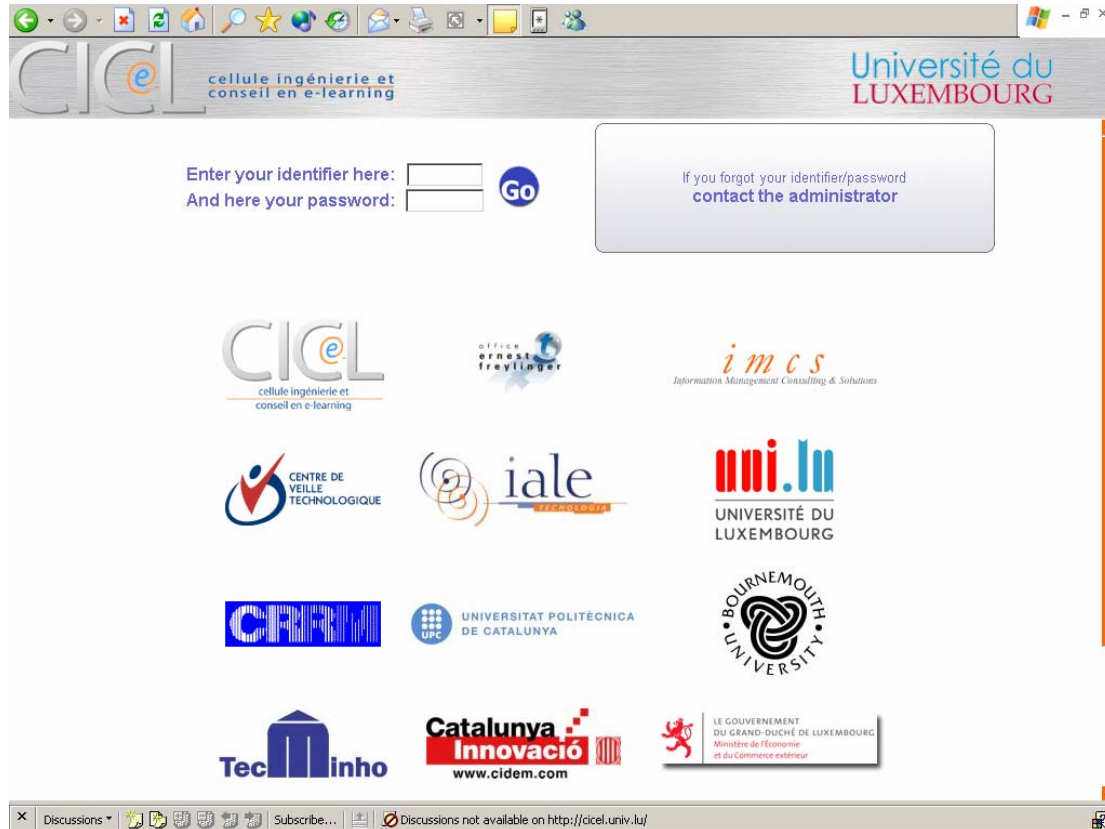 CICeL
cellule ingénierie et
conseil en e-learning
Université du
LUXEMBOURG
Enter your identifier here:
And here your password:
Go
If you forgot your identifier/password
contact the administrator
CICeL
cellule ingénierie et
conseil en e-learning
office
ernest
freylinger
imcs
Information Management Consulting & Solutions
CENTRE DE
VEILLE
TECHNOLOGIQUE
iale
TECNOLOGIA
uni.lu
UNIVERSITÉ DU
LUXEMBOURG
CRRM
UPC
UNIVERSITAT POLITÈCNICA
DE CATALUNYA
BOURNEMOUTH
UNIVERSITY
TecMinho
Catalunya
Innovació
www.cidem.com
LE GOUVERNEMENT
DU GRAND-DUCHÉ DE LUXEMBOURG
Ministère de l'Économie
et du Commerce extérieur
Discussions
Subscribe...
Discussions not available on http://cicel.univ.lu/